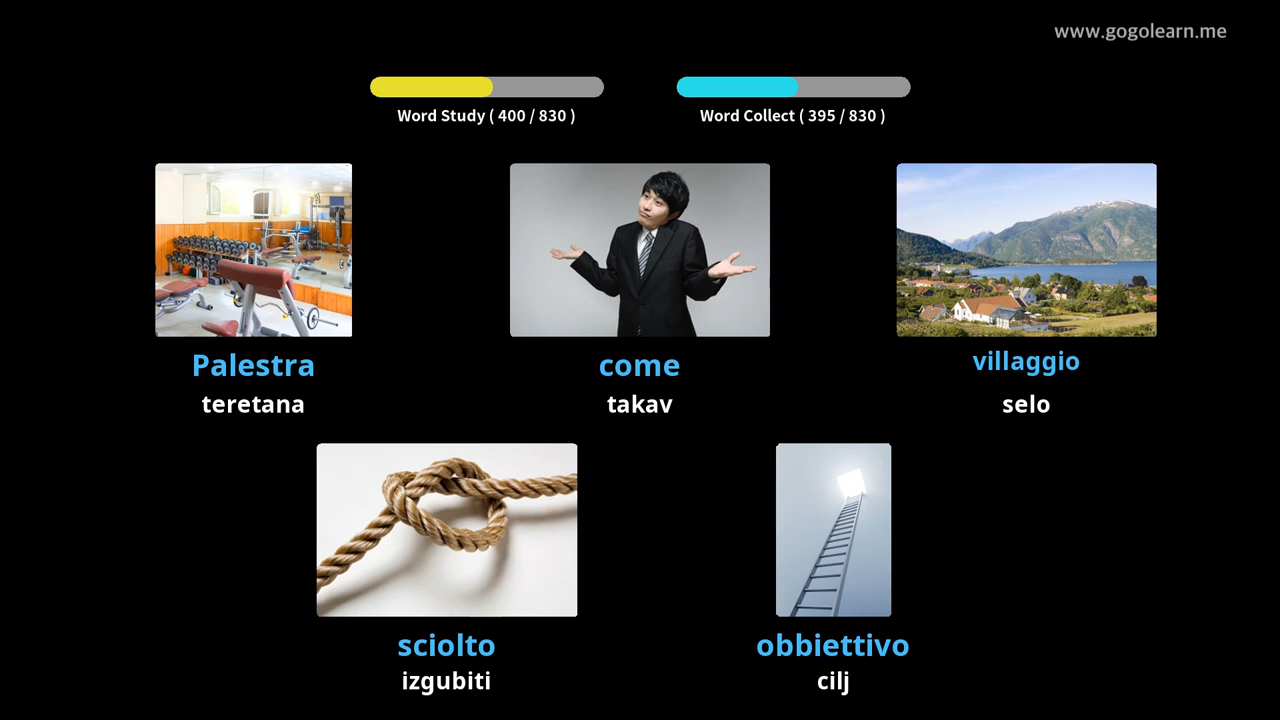 www.gogolearn.me
Word Study ( 400 / 830 )
Word Collect ( 395 / 830 )
Palestra
teretana
come
takav
villaggio
selo
sciolto
izgubiti
obbiettivo
cilj